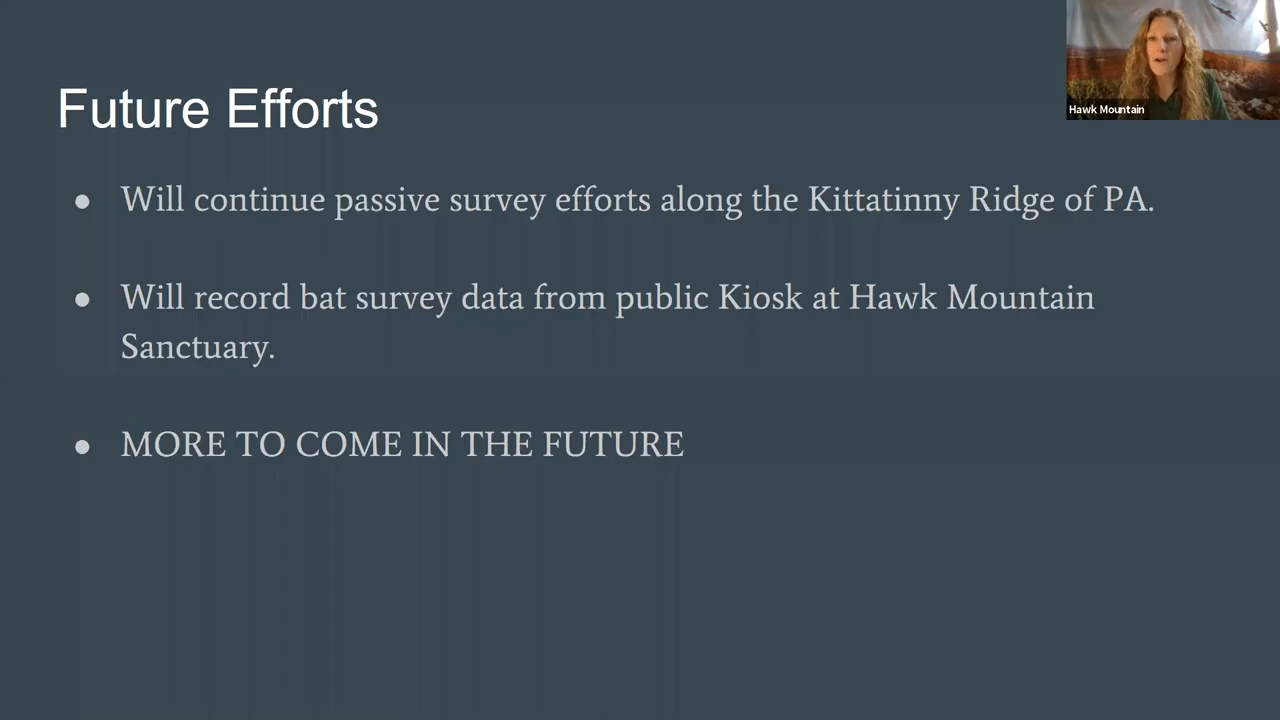 Hawk Mountain
Future Efforts
● Will continue passive survey efforts along the Kittatinny Ridge of PA.
● Will record bat survey data from public Kiosk at Hawk Mountain
Sanctuary.
● MORE TO COME IN THE FUTURE